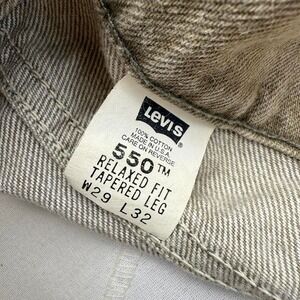 Levi's
100% COTTON
MADE IN U.S.A.
CARE ON REVERSE
550™
RELAXED FIT
TAPERED LEG
W29 L32